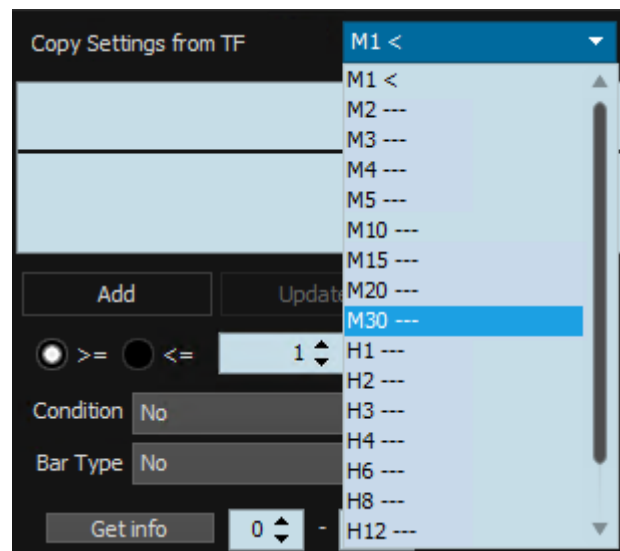 Copy Settings from TF M1 <
M1 <
M2 ---
M3 ---
M4 ---
M5 ---
M10 ---
M15 ---
Add Update M20 ---
M30 ---
>= <= 1 H1 ---
H2 ---
Condition No H3 ---
H4 ---
Bar Type No H6 ---
H8 ---
Get info 0 - H12 ---